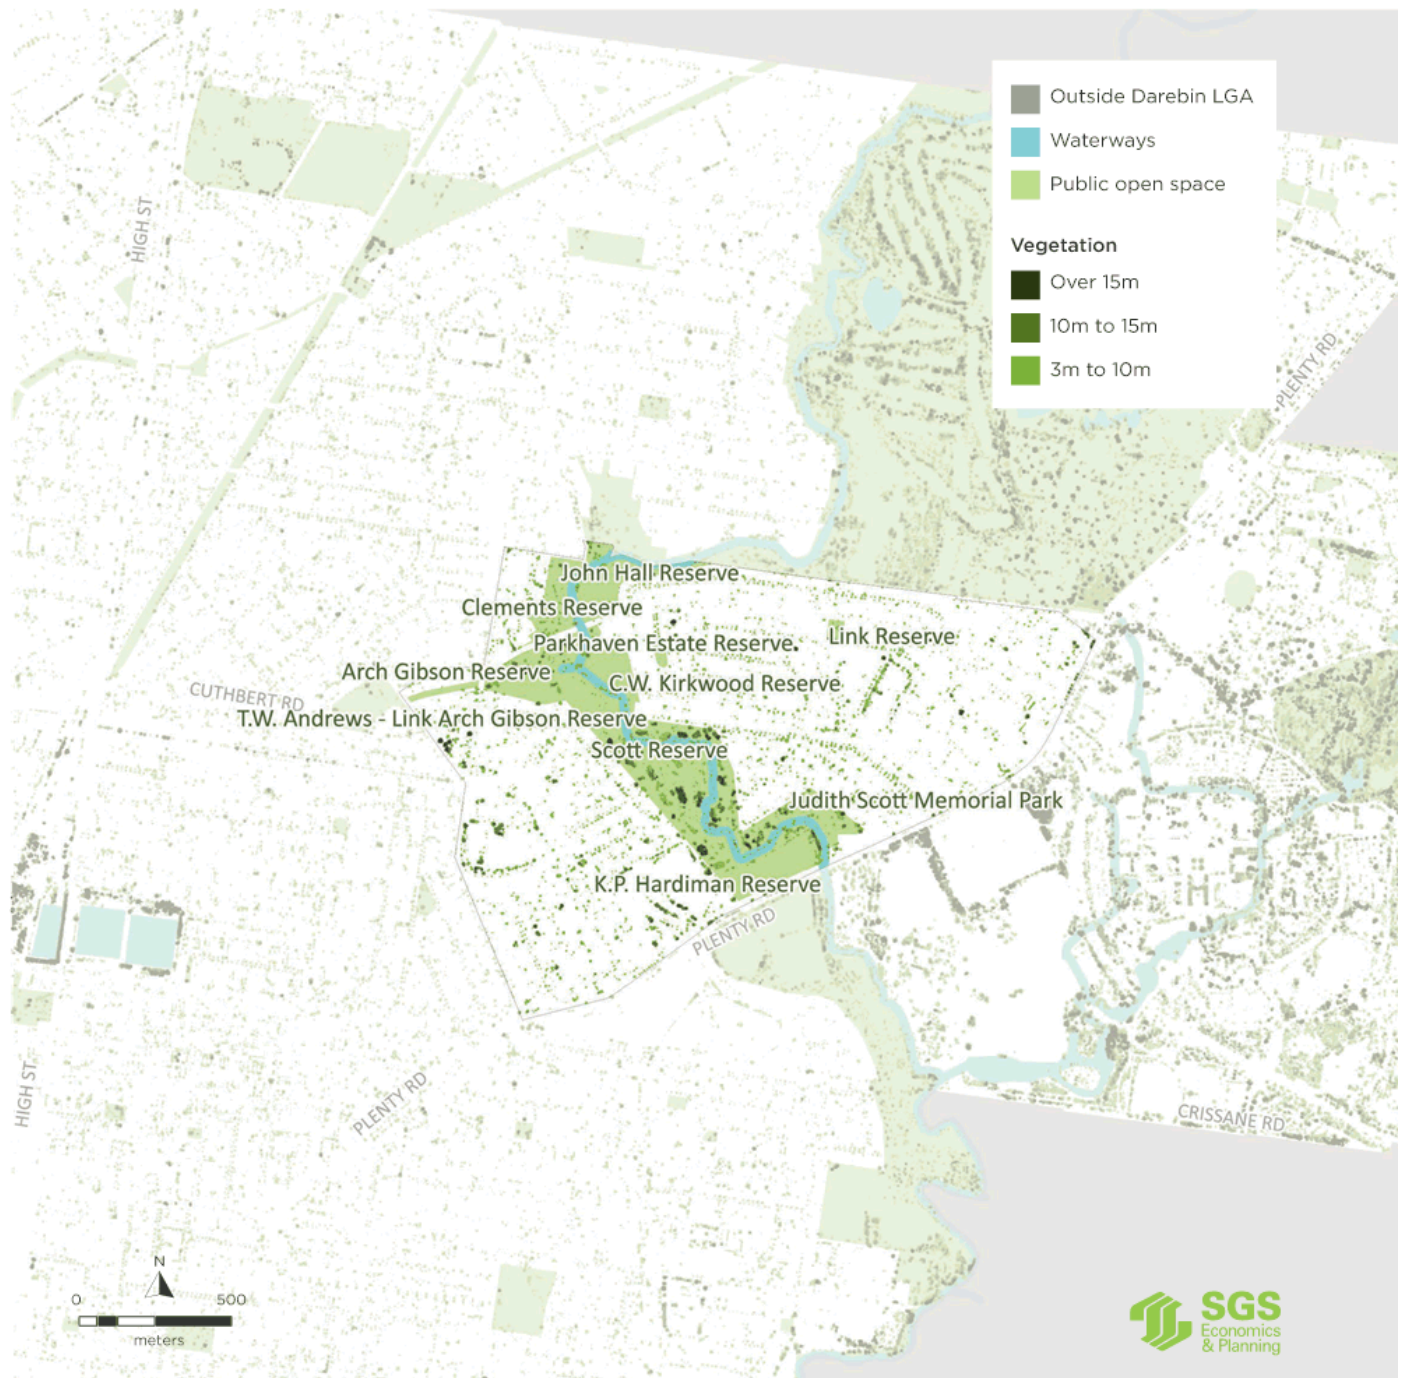 Outside Darebin LGA
Waterways
Public open space
Vegetation
Over 15m
10m to 15m
3m to 10m
HIGH ST
PLENTY RD
John Hall Reserve
Clements Reserve
Parkhaven Estate Reserve
Link Reserve
Arch Gibson Reserve
C.W. Kirkwood Reserve
CUTHBERT RD
T.W. Andrews - Link Arch Gibson Reserve
Scott Reserve
Judith Scott Memorial Park
K.P. Hardiman Reserve
PLENTY RD
HIGH ST
PLENTY RD
CRISSANE RD
N
0 500
meters
SGS
Economics
& Planning